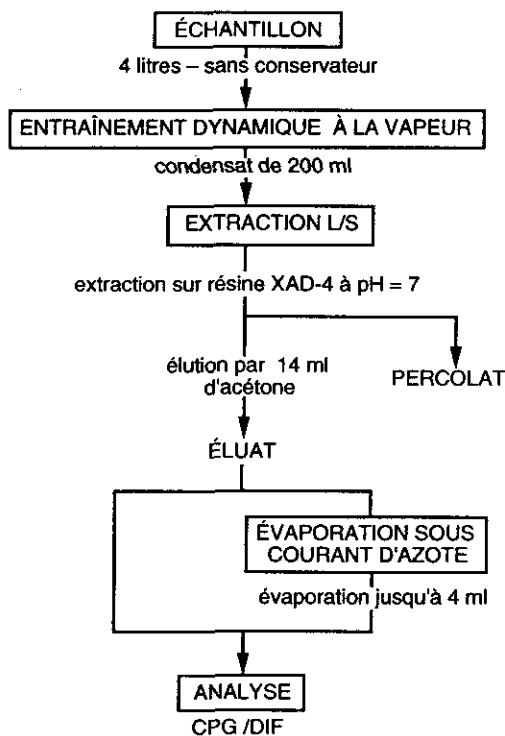 ÉCHANTILLON
4 litres – sans conservateur
ENTRAÎNEMENT DYNAMIQUE À LA VAPEUR
condensat de 200 ml
EXTRACTION L/S
extraction sur résine XAD-4 à pH = 7
élution par 14 ml
d'acétone
PERCOLAT
ÉLUAT
ÉVAPORATION SOUS
COURANT D'AZOTE
évaporation jusqu'à 4 ml
ANALYSE
CPG /DIF